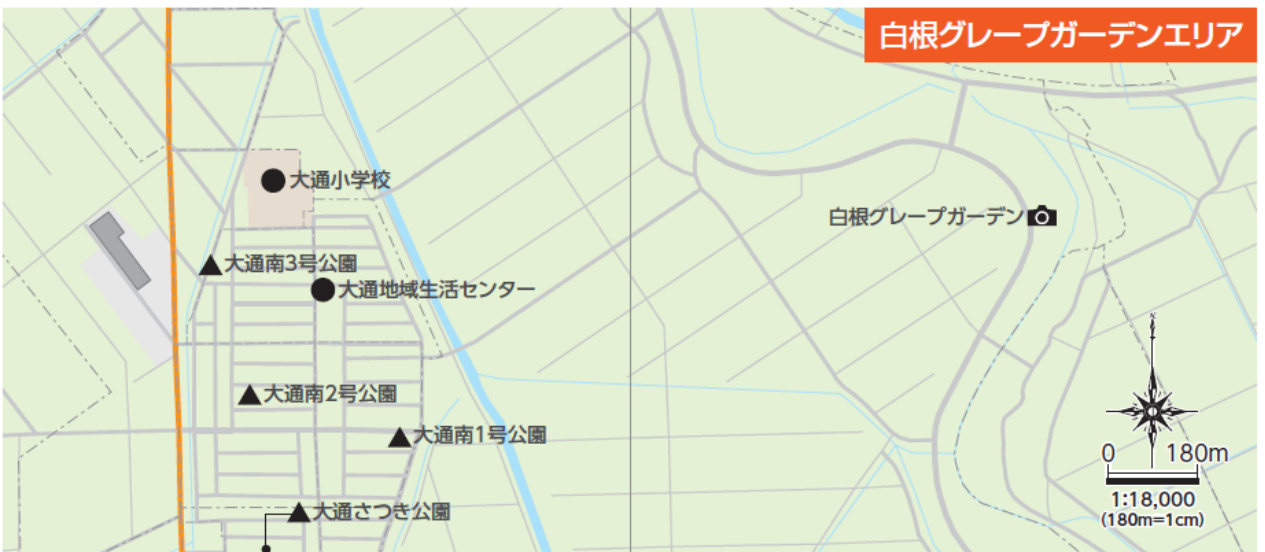 白根グレープガーデンエリア
大通小学校
白根グレープガーデン
大通南3号公園
大通地域生活センター
大通南2号公園
大通南1号公園
0 180m
1:18,000
(180m=1cm)
大通さつき公園